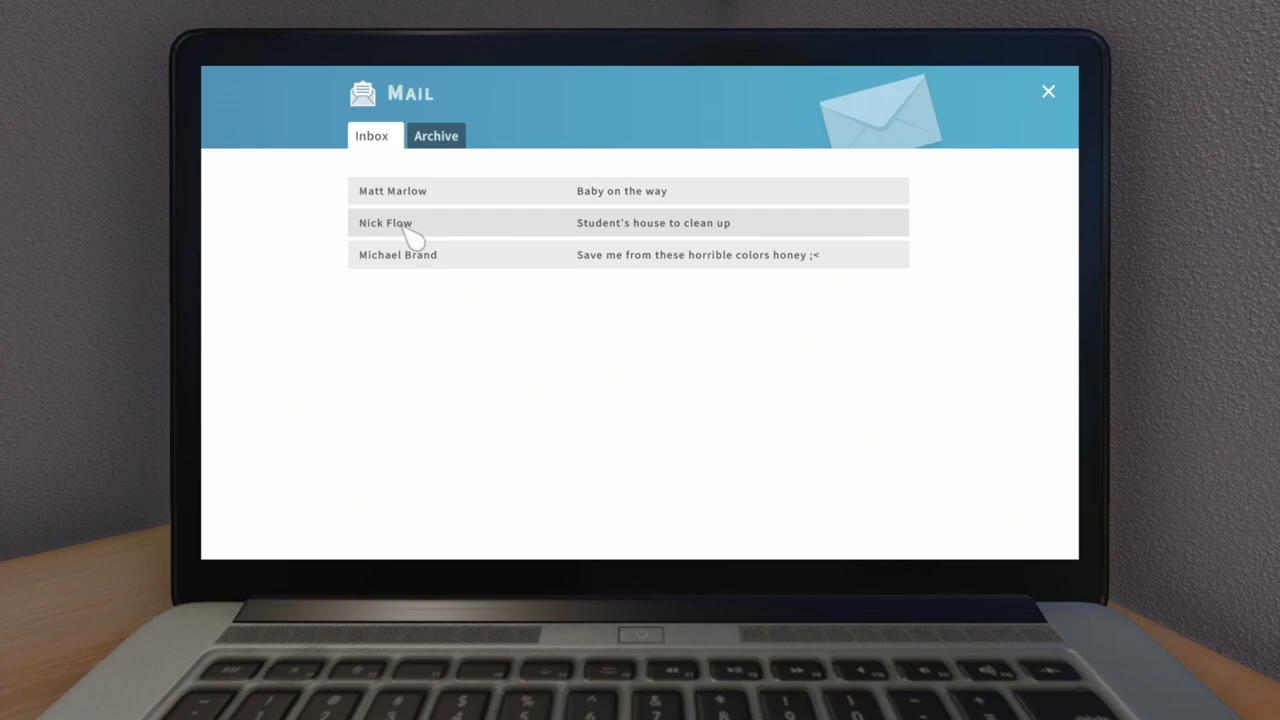 Mail
Inbox Archive
Matt Marlow Baby on the way
Nick Flow Student's house to clean up
Michael Brand Save me from these horrible colors honey ;<